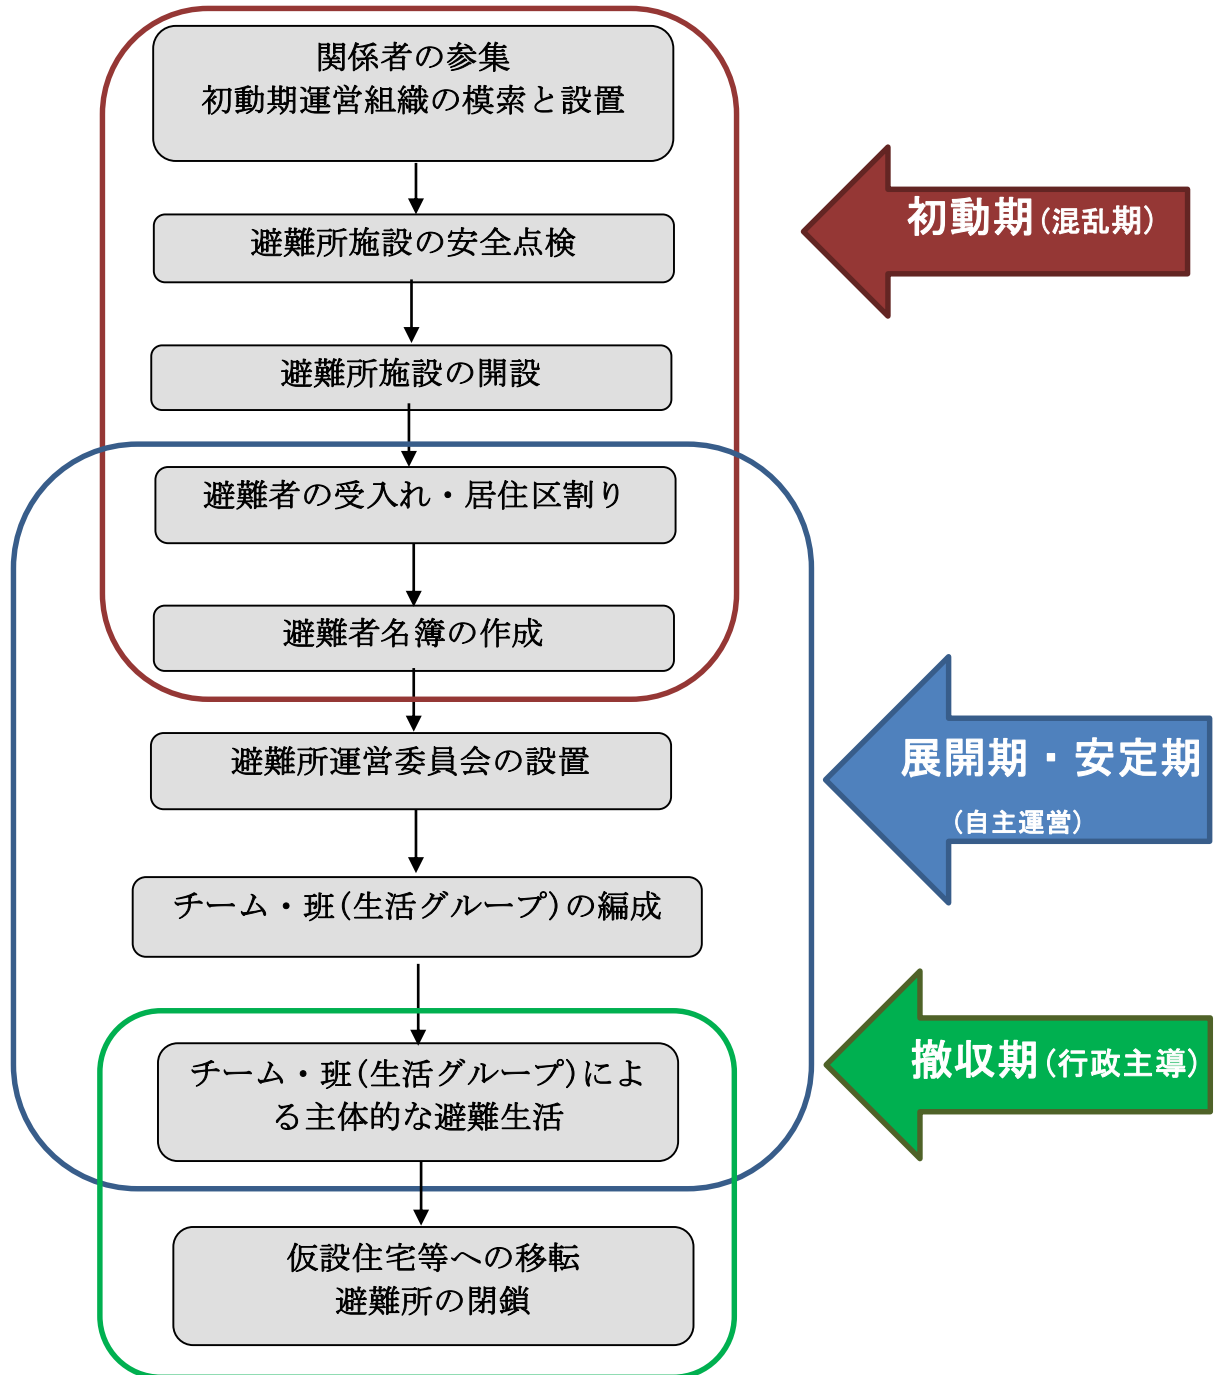 関係者の参集
初動期運営組織の模索と設置
避難所施設の安全点検
避難所施設の開設
避難者の受入れ・居住区割り
避難者名簿の作成
避難所運営委員会の設置
チーム・班(生活グループ)の編成
チーム・班(生活グループ)によ
る主体的な避難生活
仮設住宅等への移転
避難所の閉鎖
初動期(混乱期)
展開期・安定期
(自主運営)
撤収期(行政主導)